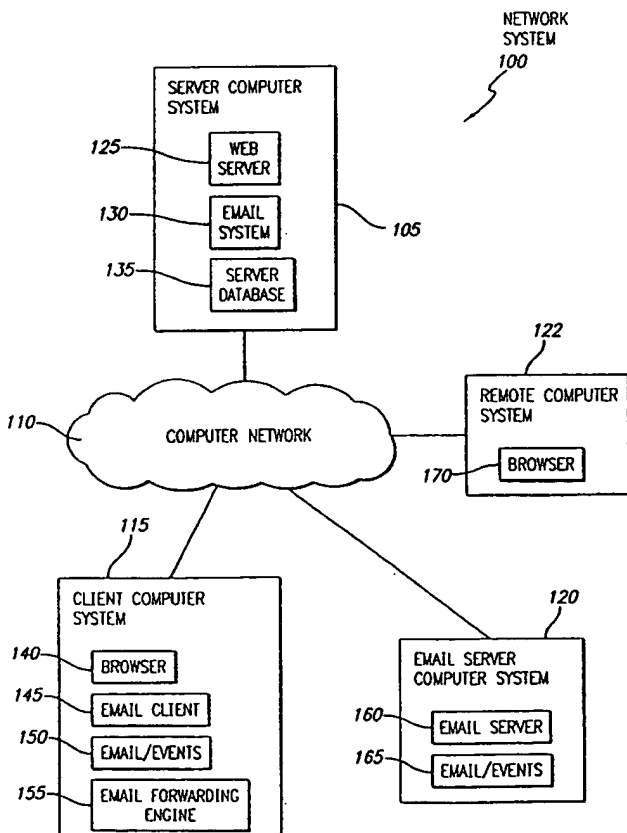 NETWORK
SYSTEM
100
SERVER COMPUTER
SYSTEM
125
WEB
SERVER
130
EMAIL
SYSTEM
105
135
SERVER
DATABASE
122
REMOTE COMPUTER
SYSTEM
110
COMPUTER NETWORK
170
BROWSER
115
CLIENT COMPUTER
SYSTEM
140
BROWSER
145
EMAIL CLIENT
150
EMAIL/EVENTS
155
EMAIL FORWARDING
ENGINE
120
EMAIL SERVER
COMPUTER SYSTEM
160
EMAIL SERVER
165
EMAIL/EVENTS